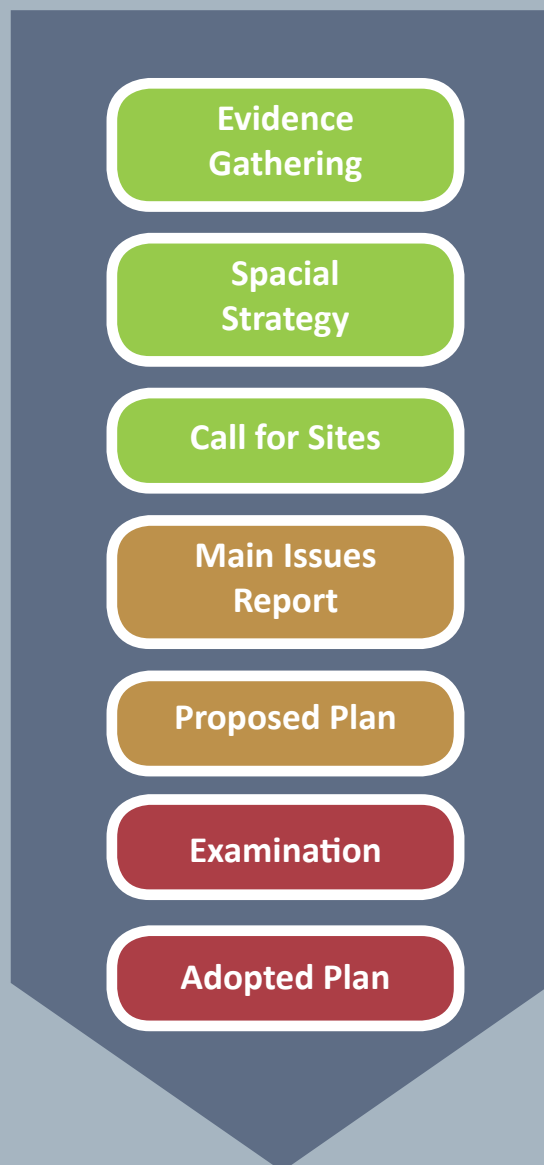 Evidence
Gathering
Spacial
Strategy
Call for Sites
Main Issues
Report
Proposed Plan
Examination
Adopted Plan